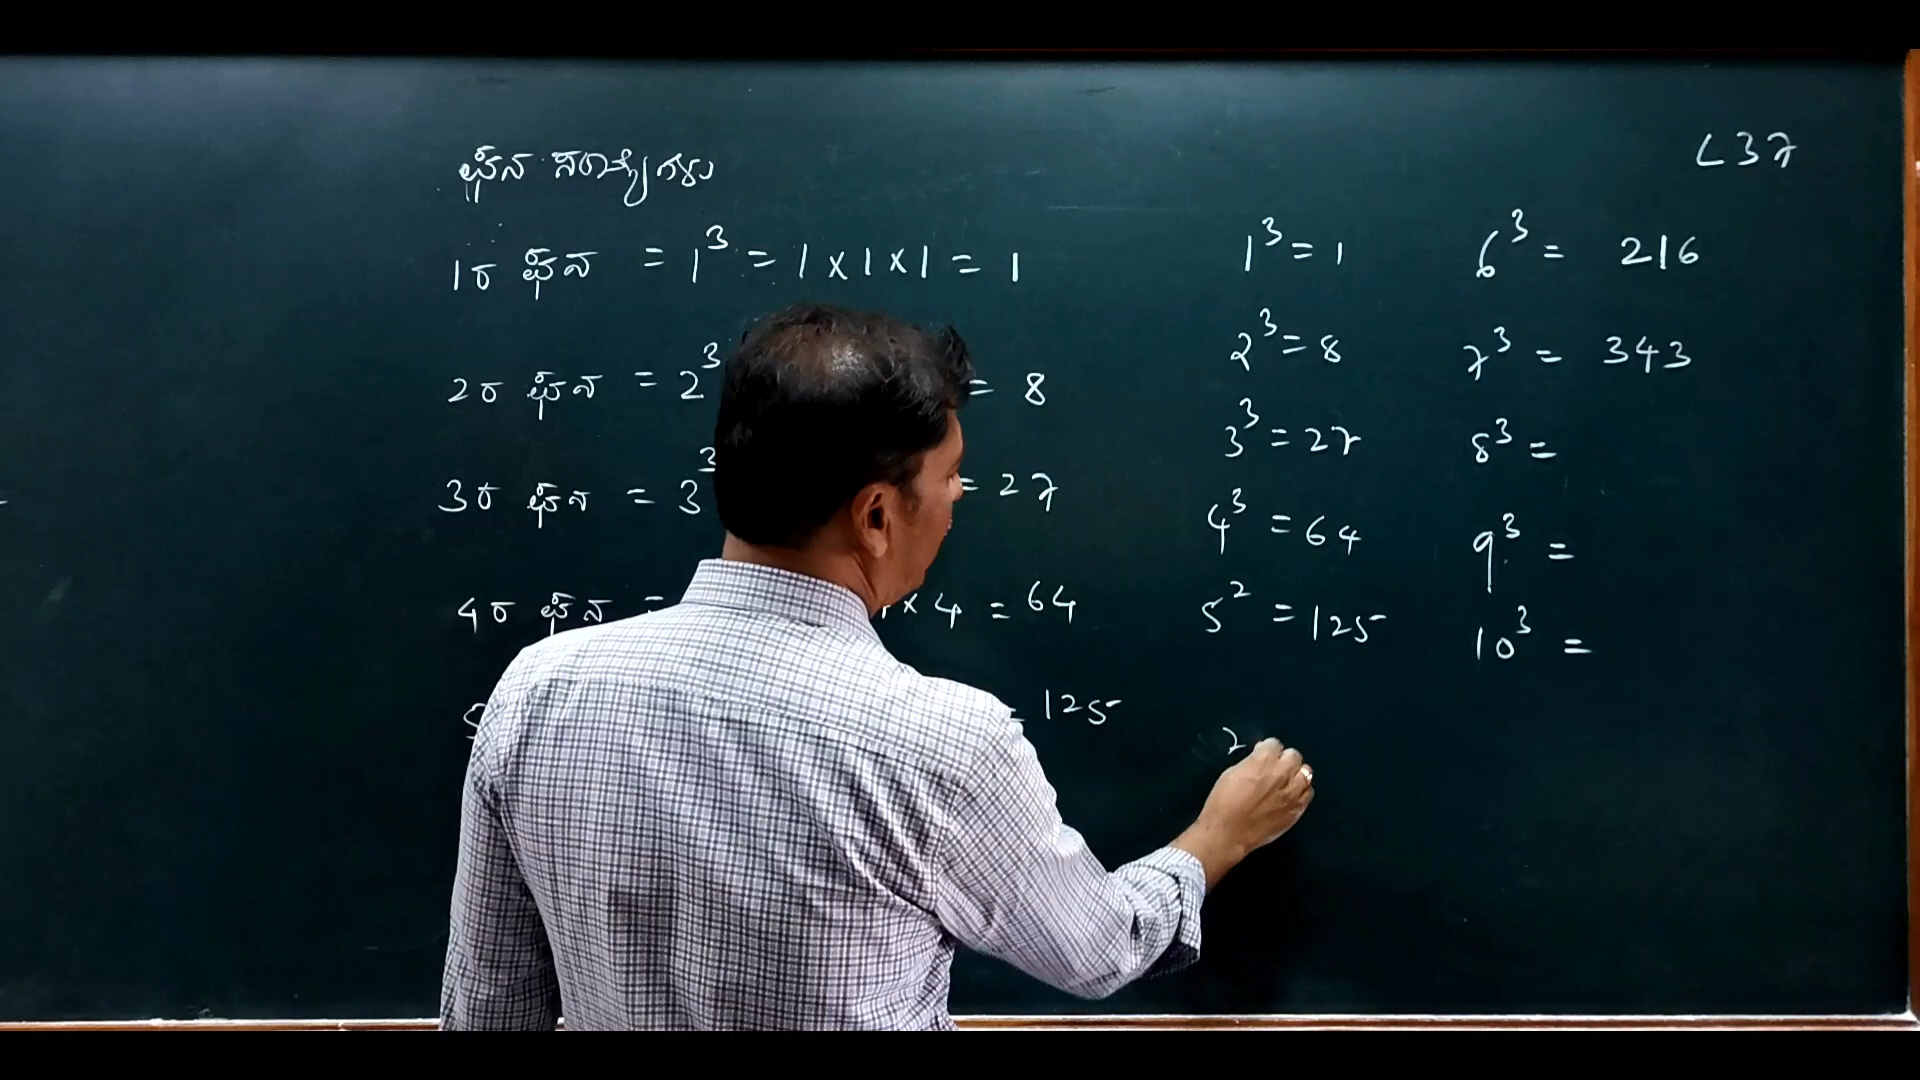 ಘನ ಸಂಖ್ಯೆಗಳು
L37
1ರ ಘನ = 1³ = 1 x 1 x 1 = 1
2ರ ಘನ = 2³ = 8
3ರ ಘನ = 3³ = 27
4ರ ಘನ = x 4 = 64
5 = 125
1³ = 1
2³ = 8
3³ = 27
4³ = 64
5² = 125
6³ = 216
7³ = 343
8³ =
9³ =
10³ =